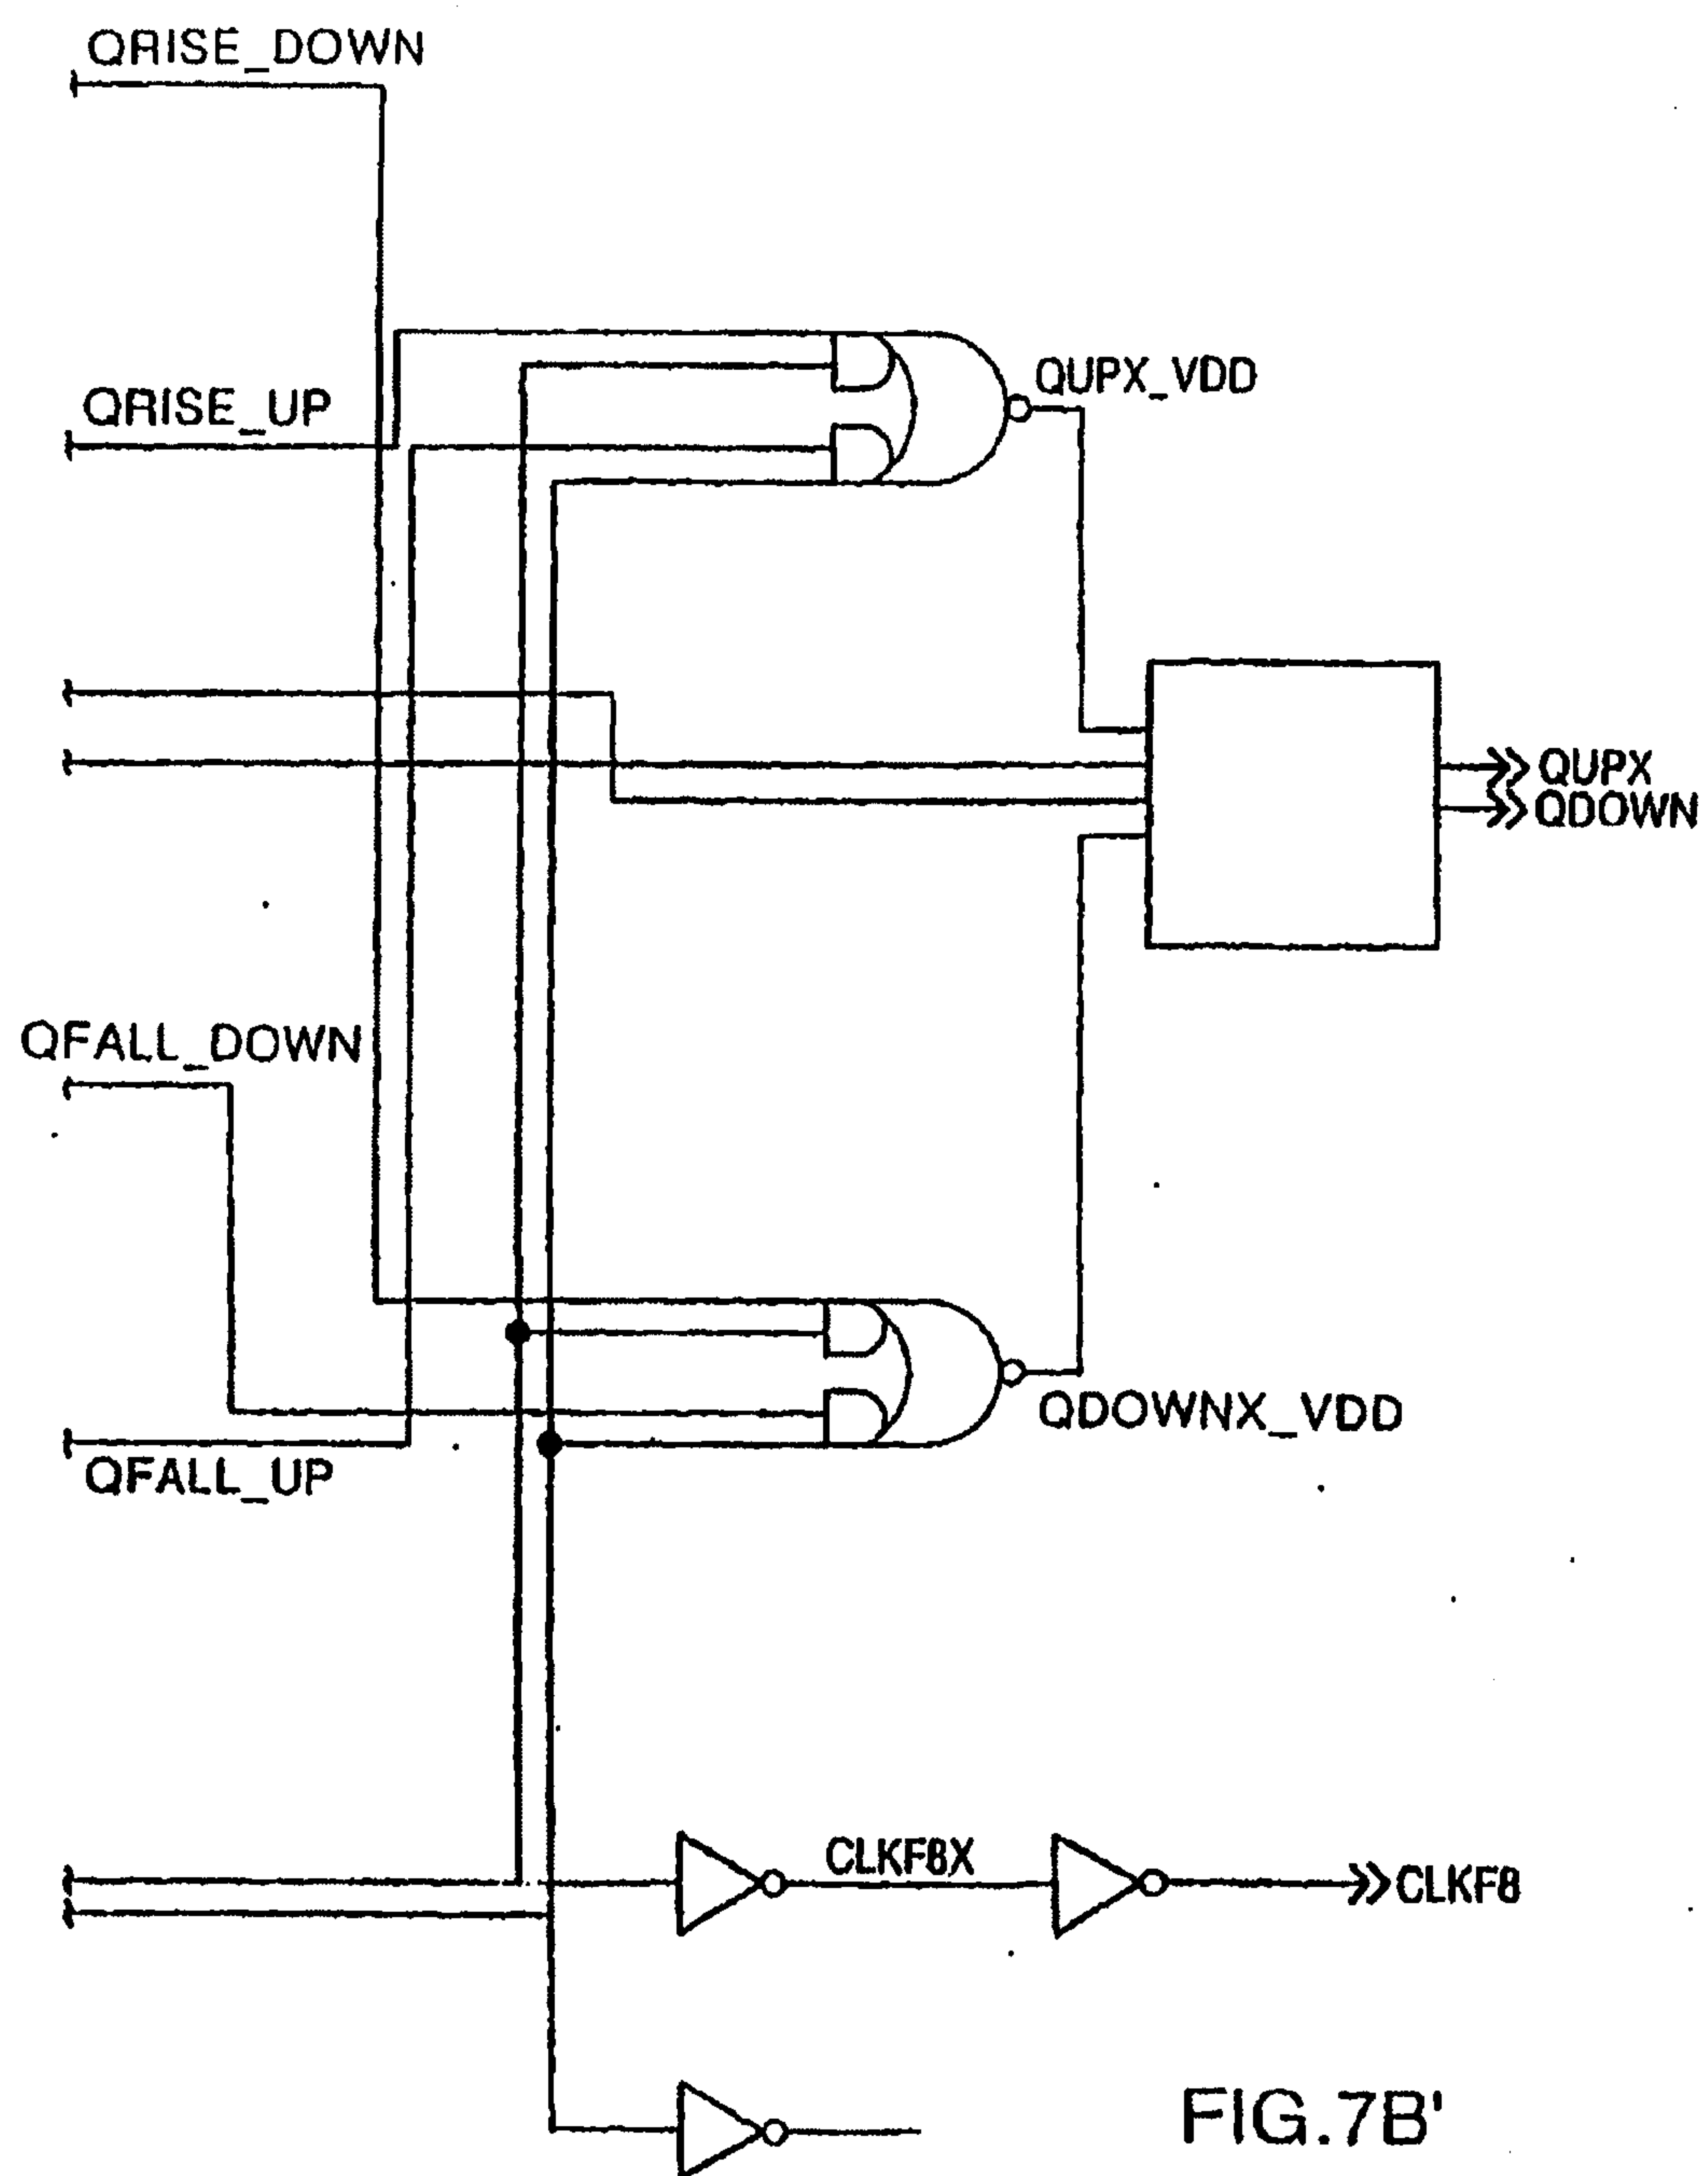 QRISE_DOWN
QUPX_VDD
QRISE_UP
QUPX
QDOWN
QFALL_DOWN
QDOWNX_VDD
QFALL_UP
CLKF8X
CLKF8
FIG.7B'